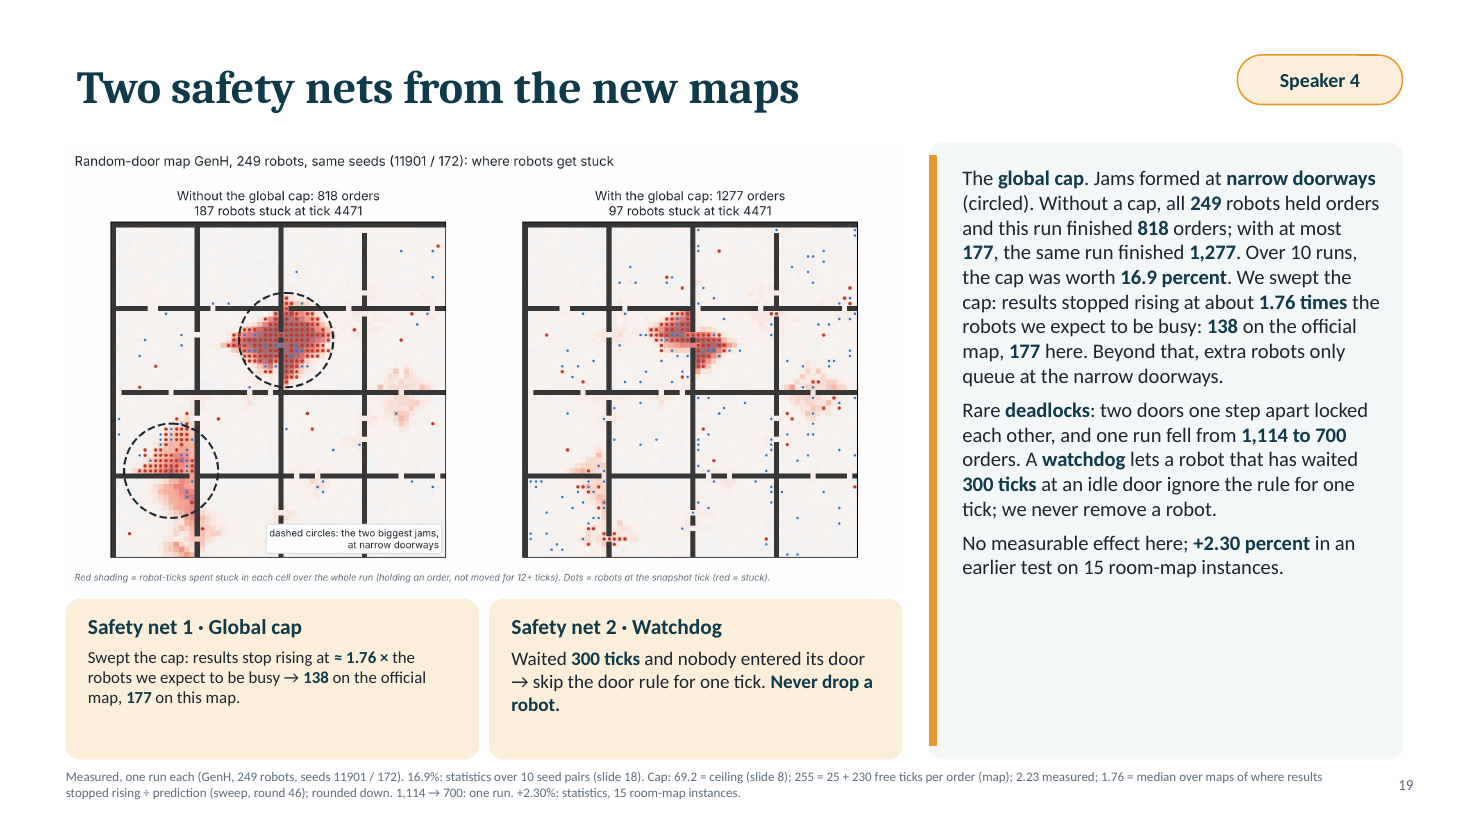 Two safety nets from the new maps
Speaker 4
Random-door map GenH, 249 robots, same seeds (11901 / 172): where robots get stuck
Without the global cap: 818 orders
187 robots stuck at tick 4471
With the global cap: 1277 orders
97 robots stuck at tick 4471
dashed circles: the two biggest jams,
at narrow doorways
Red shading = robot-ticks spent stuck in each cell over the whole run (holding an order, not moved for 12+ ticks). Dots = robots at the snapshot tick (red = stuck).
Safety net 1 · Global cap
Swept the cap: results stop rising at ≈ 1.76 × the
robots we expect to be busy → 138 on the official
map, 177 on this map.
Safety net 2 · Watchdog
Waited 300 ticks and nobody entered its door
→ skip the door rule for one tick. Never drop a
robot.
The global cap. Jams formed at narrow doorways
(circled). Without a cap, all 249 robots held orders
and this run finished 818 orders; with at most
177, the same run finished 1,277. Over 10 runs,
the cap was worth 16.9 percent. We swept the
cap: results stopped rising at about 1.76 times the
robots we expect to be busy: 138 on the official
map, 177 here. Beyond that, extra robots only
queue at the narrow doorways.
Rare deadlocks: two doors one step apart locked
each other, and one run fell from 1,114 to 700
orders. A watchdog lets a robot that has waited
300 ticks at an idle door ignore the rule for one
tick; we never remove a robot.
No measurable effect here; +2.30 percent in an
earlier test on 15 room-map instances.
Measured, one run each (GenH, 249 robots, seeds 11901 / 172). 16.9%: statistics over 10 seed pairs (slide 18). Cap: 69.2 = ceiling (slide 8); 255 = 25 + 230 free ticks per order (map); 2.23 measured; 1.76 = median over maps of where results
stopped rising ÷ prediction (sweep, round 46); rounded down. 1,114 → 700: one run. +2.30%: statistics, 15 room-map instances.
19